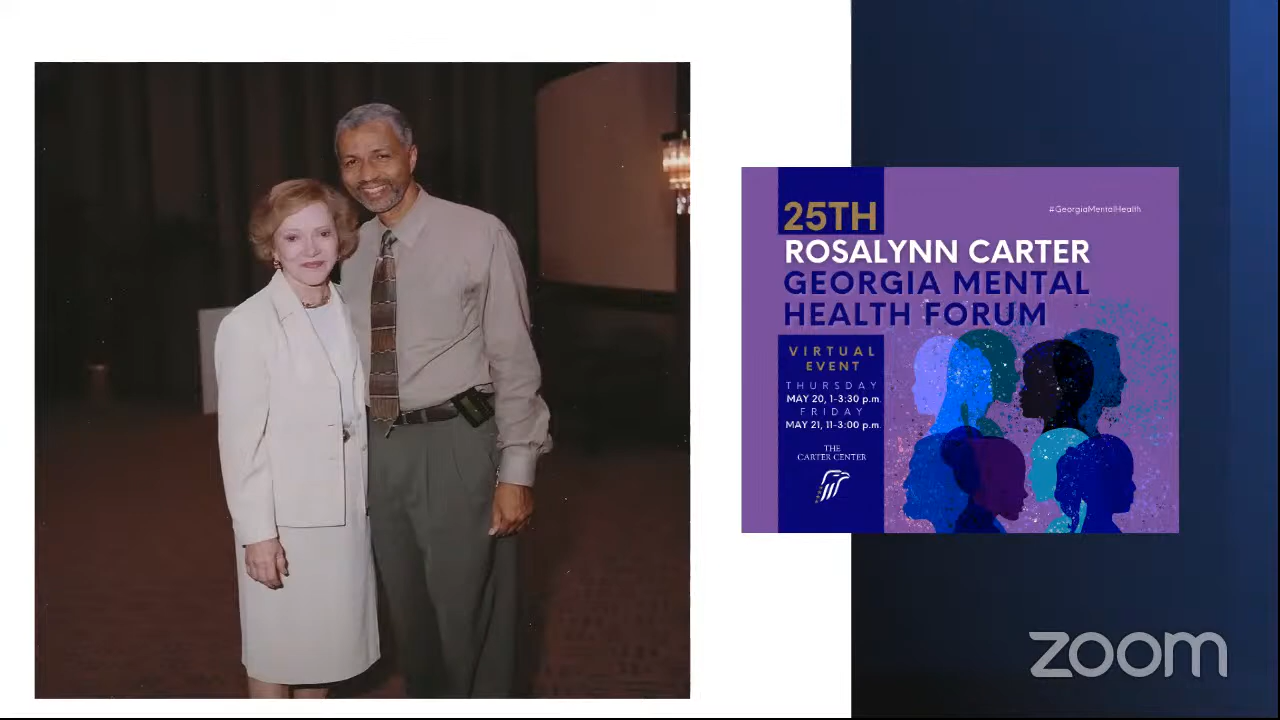 25TH
#GeorgiaMentalHealth
ROSALYNN CARTER
GEORGIA MENTAL
HEALTH FORUM
VIRTUAL
EVENT
THURSDAY
MAY 20, 1-3:30 p.m.
FRIDAY
MAY 21, 11-3:00 p.m.
THE
CARTER CENTER
zoom